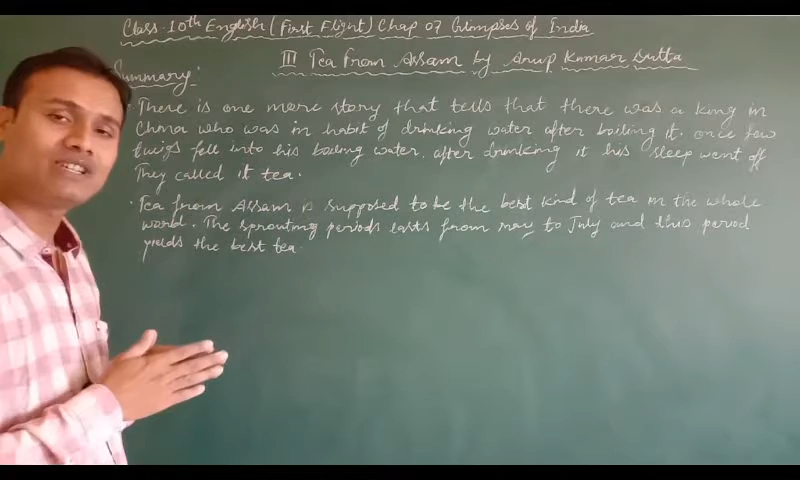 Class-10th English (First Flight) Chap 07 Glimpses of India
III Tea from Assam by Arup Kumar Dutta
Summary:
• There is one more story that tells that there was a king in
China who was in habit of drinking water after boiling it. once few
twigs fell into his boiling water. after drinking it his sleep went off
They called it tea.
• Tea from Assam is supposed to be the best kind of tea in the whole
world. The sprouting periods lasts from may to July and this period
yields the best tea.